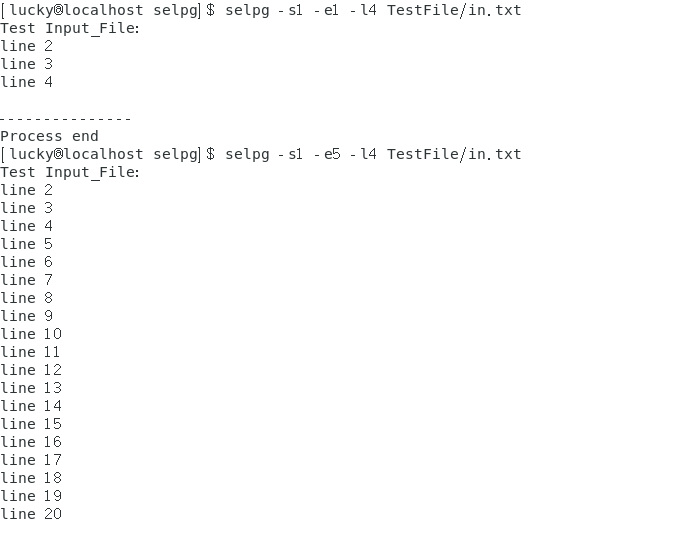 [lucky@localhost selpg]$ selpg -s1 -e1 -l4 TestFile/in.txt
Test Input_File:
line 2
line 3
line 4
---------------
Process end
[lucky@localhost selpg]$ selpg -s1 -e5 -l4 TestFile/in.txt
Test Input_File:
line 2
line 3
line 4
line 5
line 6
line 7
line 8
line 9
line 10
line 11
line 12
line 13
line 14
line 15
line 16
line 17
line 18
line 19
line 20